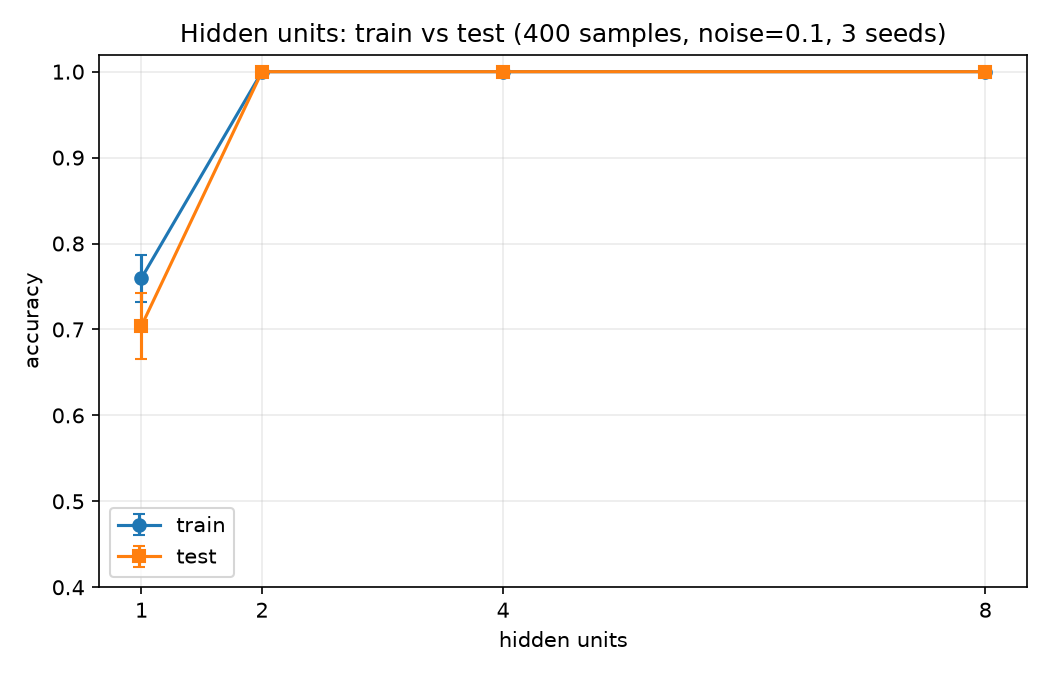 Hidden units: train vs test (400 samples, noise=0.1, 3 seeds)
1.0
0.9
0.8
0.7
0.6
0.5
0.4
accuracy
train
test
1 2 4 8
hidden units